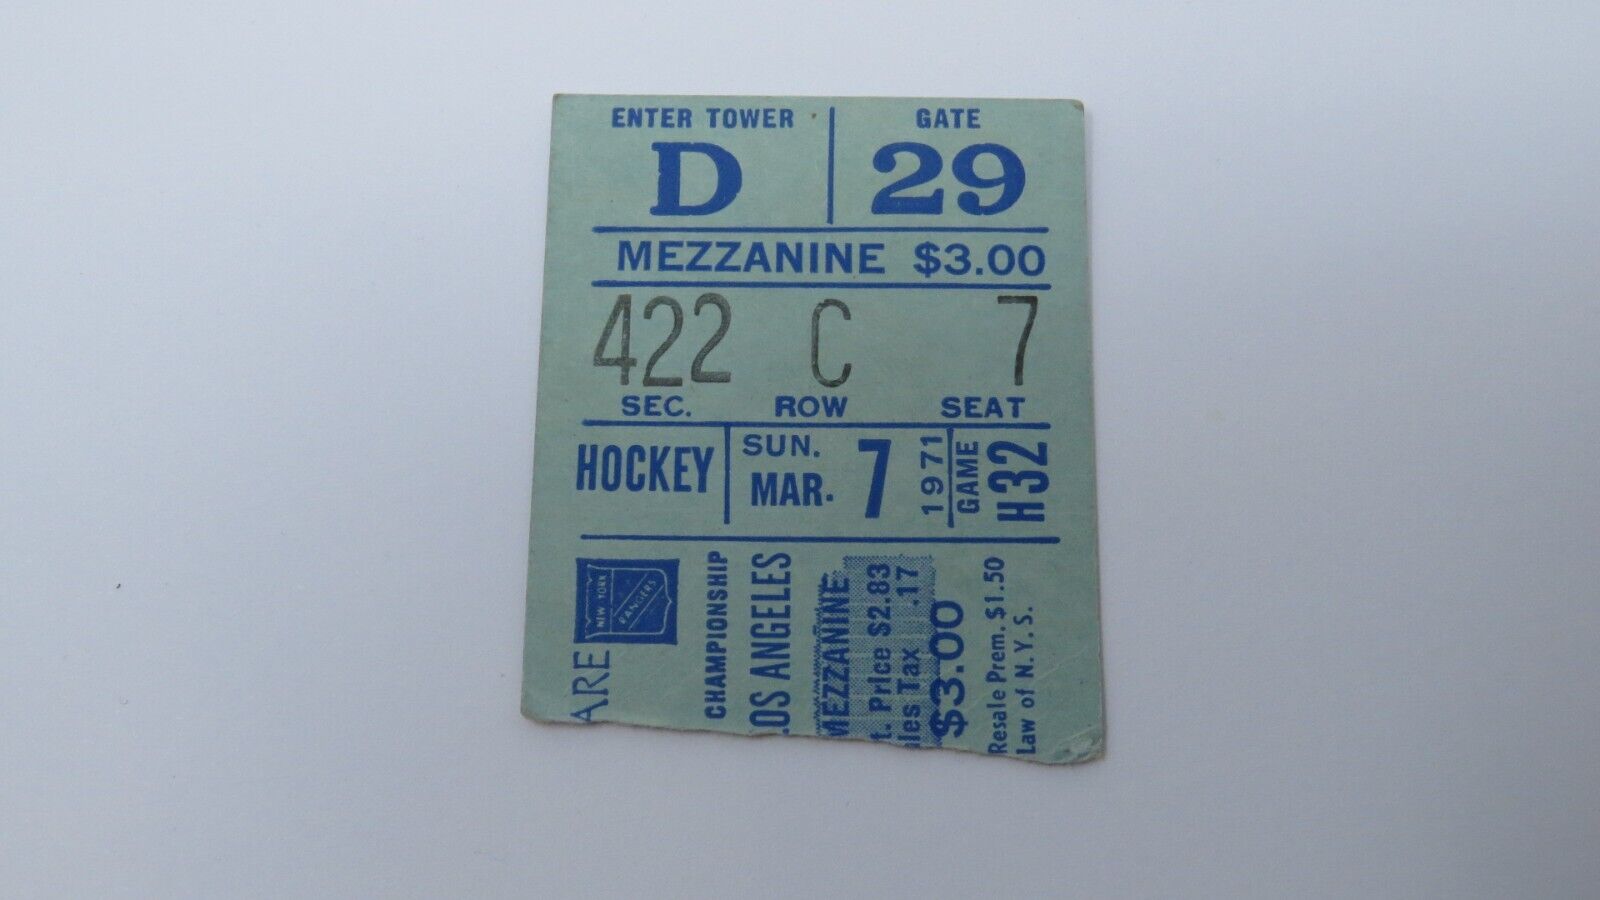 ENTER TOWER GATE
D 29
MEZZANINE $3.00
422 C 7
SEC. ROW SEAT
HOCKEY SUN. MAR. 7 1971 GAME H32
ARE
NEW YORK
RANGERS
CHAMPIONSHIP
LOS ANGELES
MEZZANINE
t. Price $2.83
les Tax .17
$3.00
Resale Prem. $1.50
Law of N.Y.S.